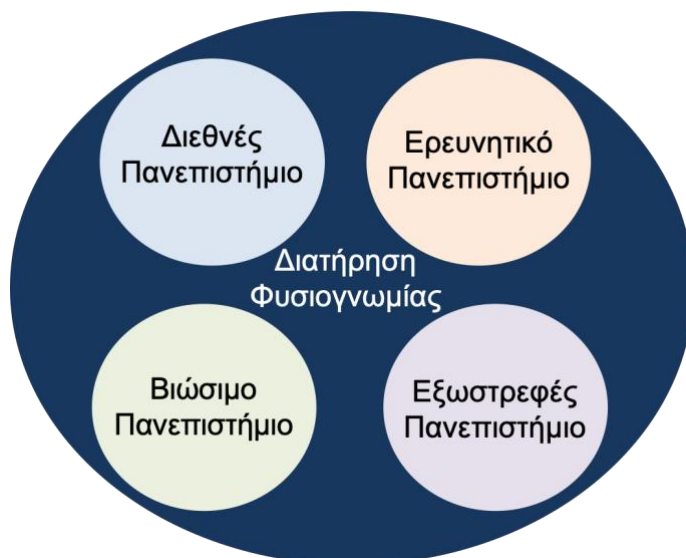 Διεθνές
Πανεπιστήμιο
Ερευνητικό
Πανεπιστήμιο
Διατήρηση
Φυσιογνωμίας
Βιώσιμο
Πανεπιστήμιο
Εξωστρεφές
Πανεπιστήμιο